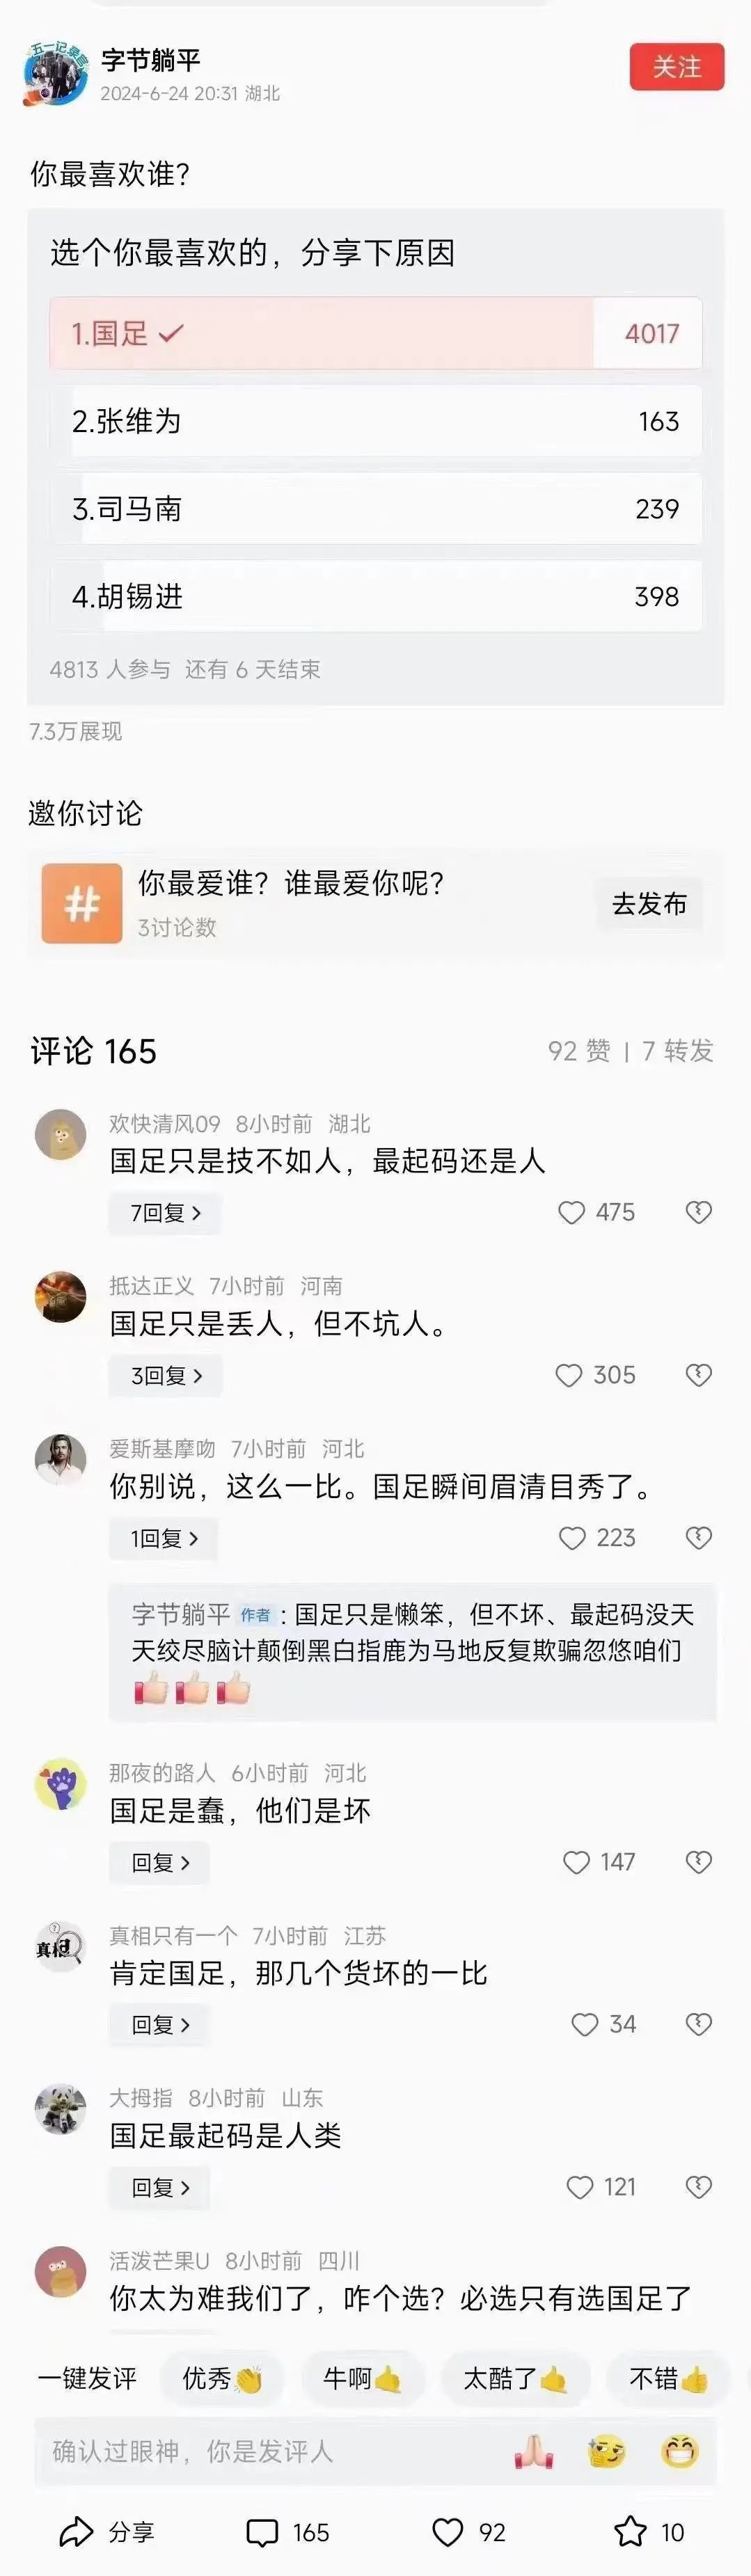 五一记录官
字节躺平
2024-6-24 20:31 湖北
关注
你最喜欢谁？
选个你最喜欢的，分享下原因
1.国足
4017
2.张维为
163
3.司马南
239
4.胡锡进
398
4813 人参与 还有 6 天结束
7.3万展现
邀你讨论
#
你最爱谁？谁最爱你呢？
3讨论数
去发布
评论 165
92 赞 | 7 转发
欢快清风09 8小时前 湖北
国足只是技不如人，最起码还是人
7回复 >
475
抵达正义 7小时前 河南
国足只是丢人，但不坑人。
3回复 >
305
爱斯基摩吻 7小时前 河北
你别说，这么一比。国足瞬间眉清目秀了。
1回复 >
223
字节躺平 作者：国足只是懒笨，但不坏、最起码没天
天绞尽脑计颠倒黑白指鹿为马地反复欺骗忽悠咱们
👍👍👍
那夜的路人 6小时前 河北
国足是蠢，他们是坏
回复 >
147
真相
真相只有一个 7小时前 江苏
肯定国足，那几个货坏的一比
回复 >
34
大拇指 8小时前 山东
国足最起码是人类
回复 >
121
活泼芒果U 8小时前 四川
你太为难我们了，咋个选？必选只有选国足了
一键发评
优秀👏
牛啊🤙
太酷了🤙
不错👍
确认过眼神，你是发评人
分享
165
92
10